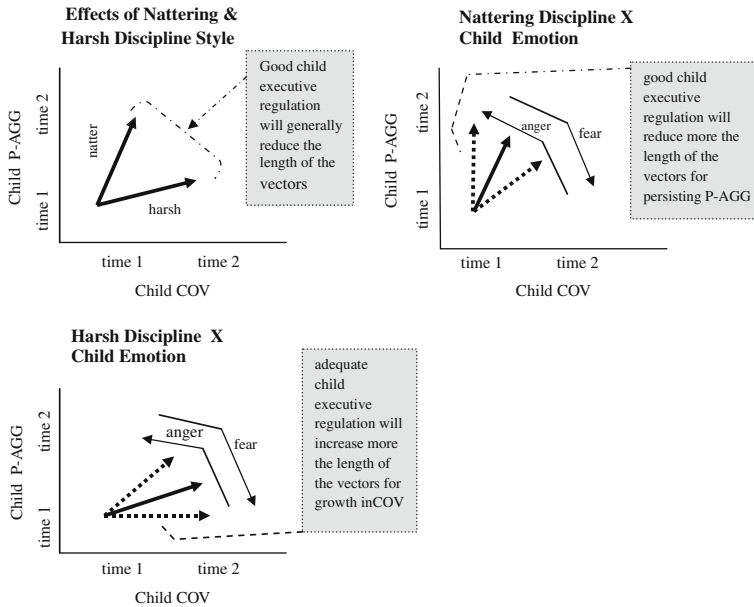 Effects of Nattering &
Harsh Discipline Style
Child P-AGG
time 1
time 2
natter
harsh
Good child
executive
regulation
will generally
reduce the
length of the
vectors
time 1
time 2
Child COV
Nattering Discipline X
Child Emotion
Child P-AGG
time 1
time 2
anger
fear
good child
executive
regulation will
reduce more the
length of the
vectors for
persisting P-AGG
time 1
time 2
Child COV
Harsh Discipline X
Child Emotion
Child P-AGG
time 1
time 2
anger
fear
adequate
child
executive
regulation will
increase more
the length of
the vectors for
growth inCOV
time 1
time 2
Child COV